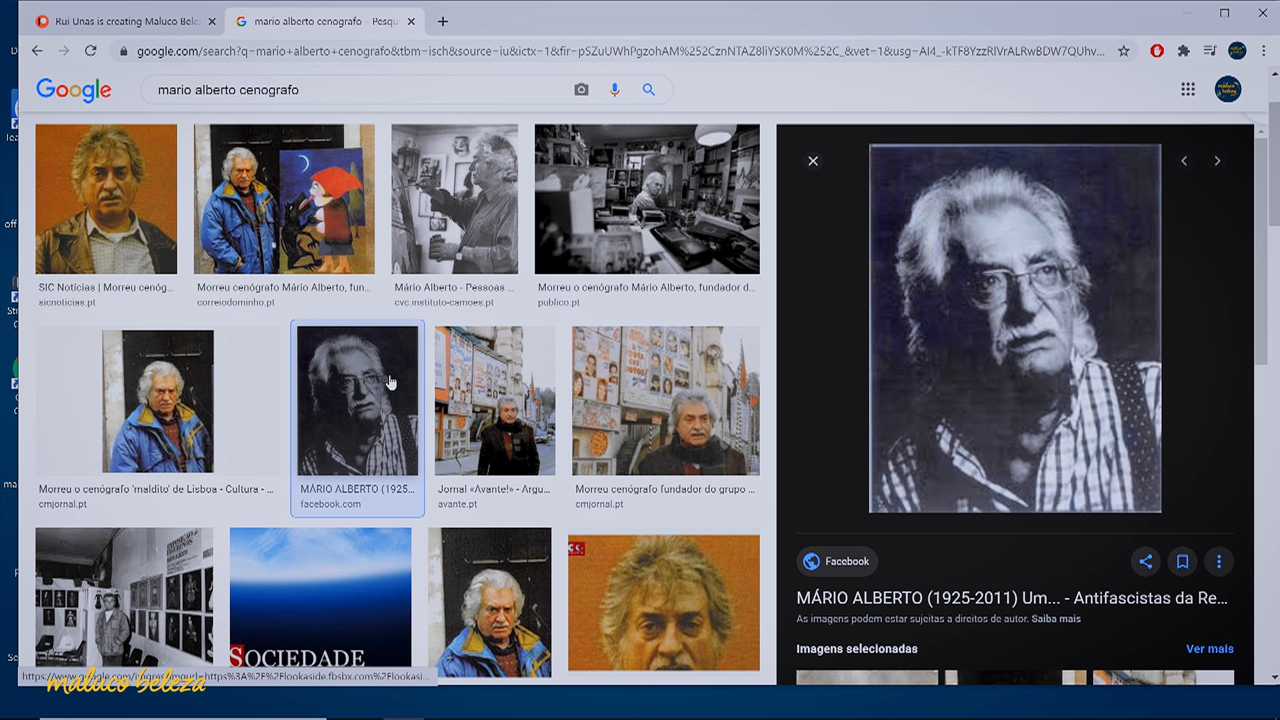 Rui Unas is creating Maluco Bele
mario alberto cenografo - Pesqu
google.com/search?q=mario+alberto+cenografo&tbm=isch&source=iu&ictx=1&fir=pSZuUWhPgzohAM%252CznNTAZ8liYSK0M%252C_&vet=1&usg=AI4_-kTF8YzzRlVrALRwBDW7QUhv...
Google
mario alberto cenografo
SIC Notícias | Morreu cenóg...
sicnoticias.pt
Morreu cenógrafo Mário Alberto, fun...
correiodominho.pt
Mário Alberto - Pessoas ...
cvc.instituto-camoes.pt
Morreu o cenógrafo Mário Alberto, fundador d...
publico.pt
Morreu o cenógrafo 'maldito' de Lisboa - Cultura - ...
cmjornal.pt
MÁRIO ALBERTO (1925...
facebook.com
Jornal «Avante!» - Argu...
avante.pt
Morreu cenógrafo fundador do grupo ...
cmjornal.pt
SOCIEDADE
Facebook
MÁRIO ALBERTO (1925-2011) Um... - Antifascistas da Re...
As imagens podem estar sujeitas a direitos de autor. Saiba mais
Imagens selecionadas
Ver mais
maluco beleza